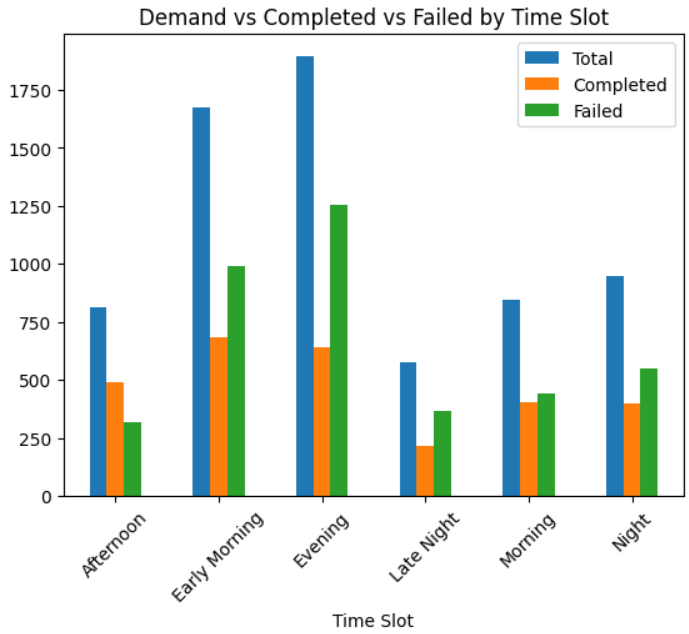 Demand vs Completed vs Failed by Time Slot
Total
Completed
Failed
1750
1500
1250
1000
750
500
250
0
Afternoon
Early Morning
Evening
Late Night
Morning
Night
Time Slot